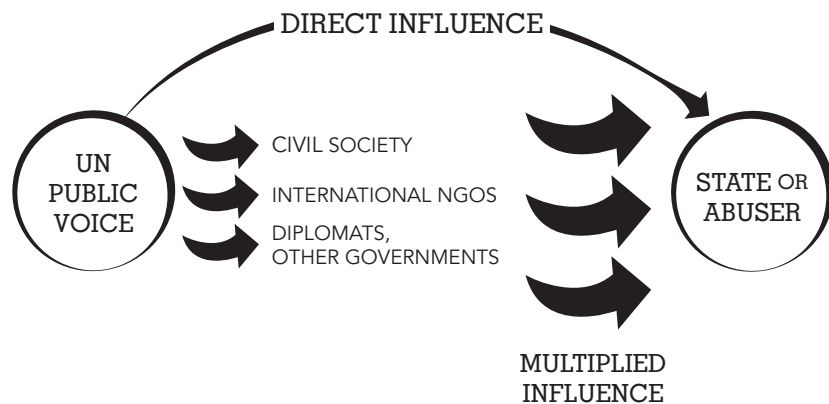 DIRECT INFLUENCE
UN
PUBLIC
VOICE
CIVIL SOCIETY
INTERNATIONAL NGOS
DIPLOMATS,
OTHER GOVERNMENTS
STATE OR
ABUSER
MULTIPLIED
INFLUENCE